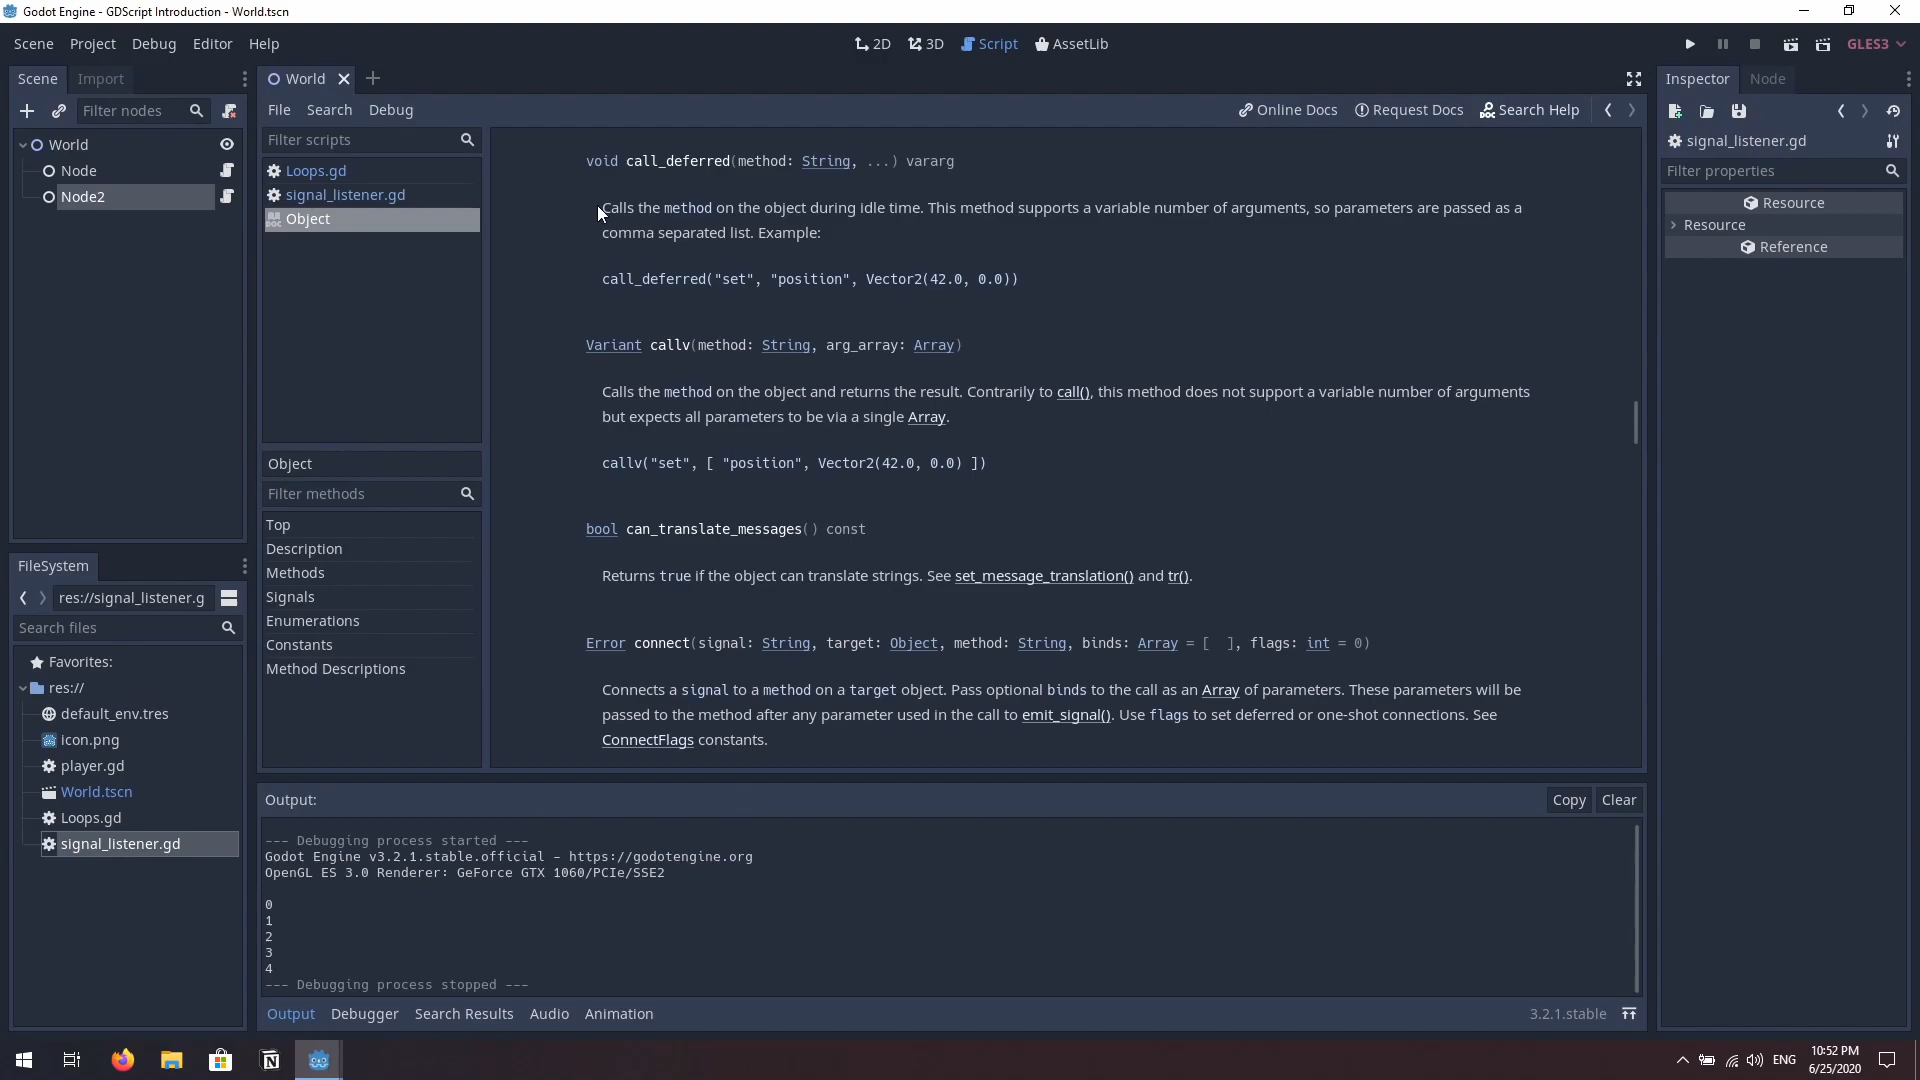 Godot Engine - GDScript Introduction - World.tscn
Scene Project Debug Editor Help
2D 3D Script AssetLib
GLES3
Scene Import
Filter nodes
World
Node
Node2
FileSystem
res://signal_listener.g
Search files
Favorites:
res://
default_env.tres
icon.png
player.gd
World.tscn
Loops.gd
signal_listener.gd
World
File Search Debug
Online Docs Request Docs Search Help
Filter scripts
Loops.gd
signal_listener.gd
Object
Object
Filter methods
Top
Description
Methods
Signals
Enumerations
Constants
Method Descriptions
void call_deferred(method: String, ...) vararg
Calls the method on the object during idle time. This method supports a variable number of arguments, so parameters are passed as a
comma separated list. Example:
call_deferred("set", "position", Vector2(42.0, 0.0))
Variant callv(method: String, arg_array: Array)
Calls the method on the object and returns the result. Contrarily to call(), this method does not support a variable number of arguments
but expects all parameters to be via a single Array.
callv("set", [ "position", Vector2(42.0, 0.0) ])
bool can_translate_messages() const
Returns true if the object can translate strings. See set_message_translation() and tr().
Error connect(signal: String, target: Object, method: String, binds: Array = [  ], flags: int = 0)
Connects a signal to a method on a target object. Pass optional binds to the call as an Array of parameters. These parameters will be
passed to the method after any parameter used in the call to emit_signal(). Use flags to set deferred or one-shot connections. See
ConnectFlags constants.
Output:
Copy Clear
--- Debugging process started ---
Godot Engine v3.2.1.stable.official - https://godotengine.org
OpenGL ES 3.0 Renderer: GeForce GTX 1060/PCIe/SSE2
0
1
2
3
4
--- Debugging process stopped ---
Output Debugger Search Results Audio Animation
3.2.1.stable
Inspector Node
signal_listener.gd
Filter properties
Resource
Resource
Reference
ENG
10:52 PM
6/25/2020